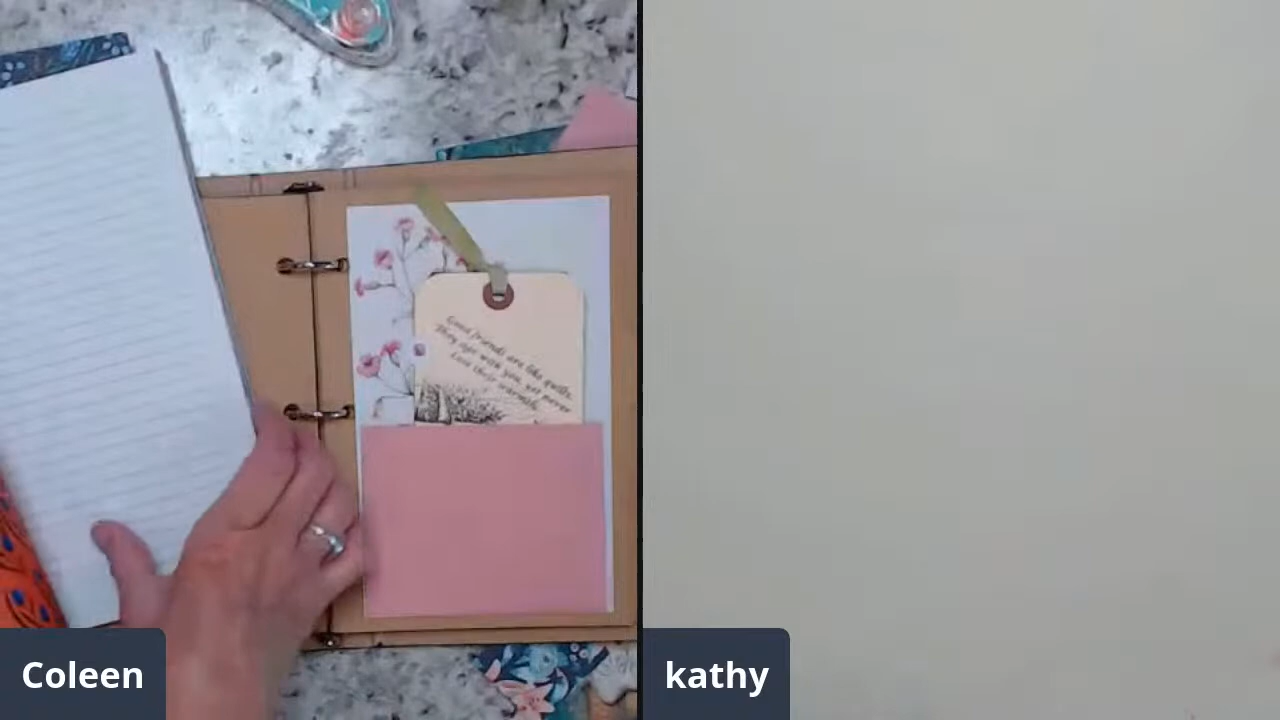 Good friends are like quilts.
They age with you, yet never
Lose their warmth.
Coleen
kathy